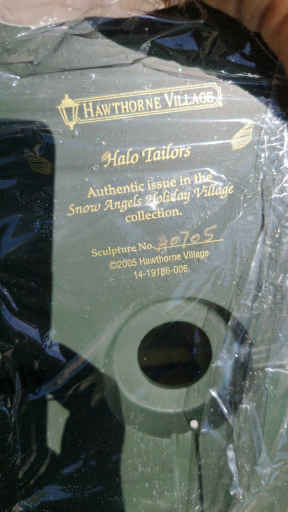 HAWTHORNE VILLAGE
Halo Tailors
Authentic issue in the
Snow Angels Holiday Village
collection.
Sculpture No. 20705
©2005 Hawthorne Village
14-19186-006